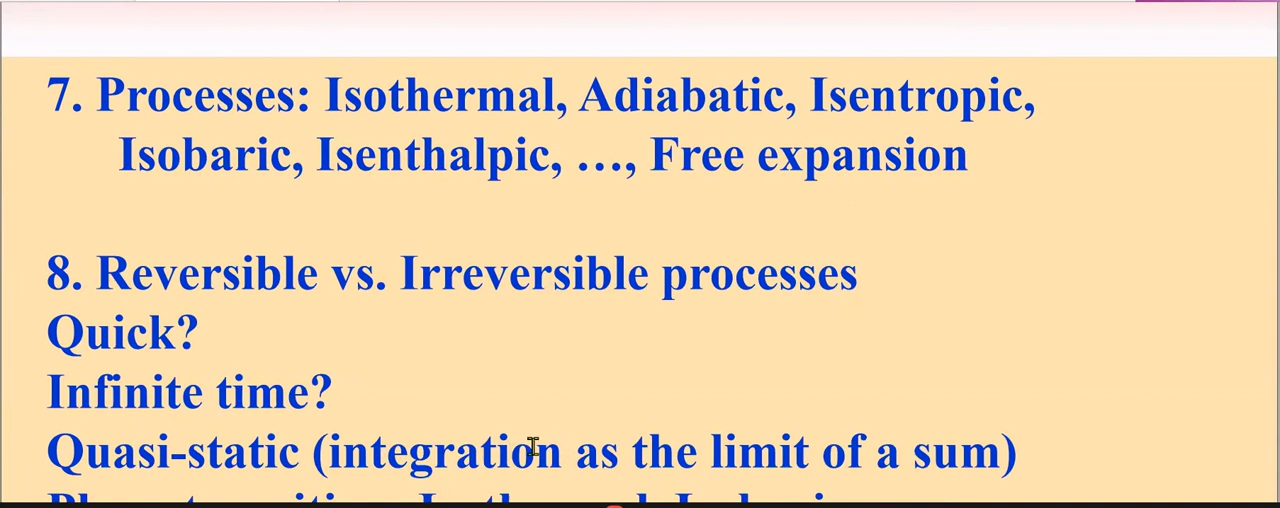 7. Processes: Isothermal, Adiabatic, Isentropic,
Isobaric, Isenthalpic, …, Free expansion
8. Reversible vs. Irreversible processes
Quick?
Infinite time?
Quasi-static (integration as the limit of a sum)